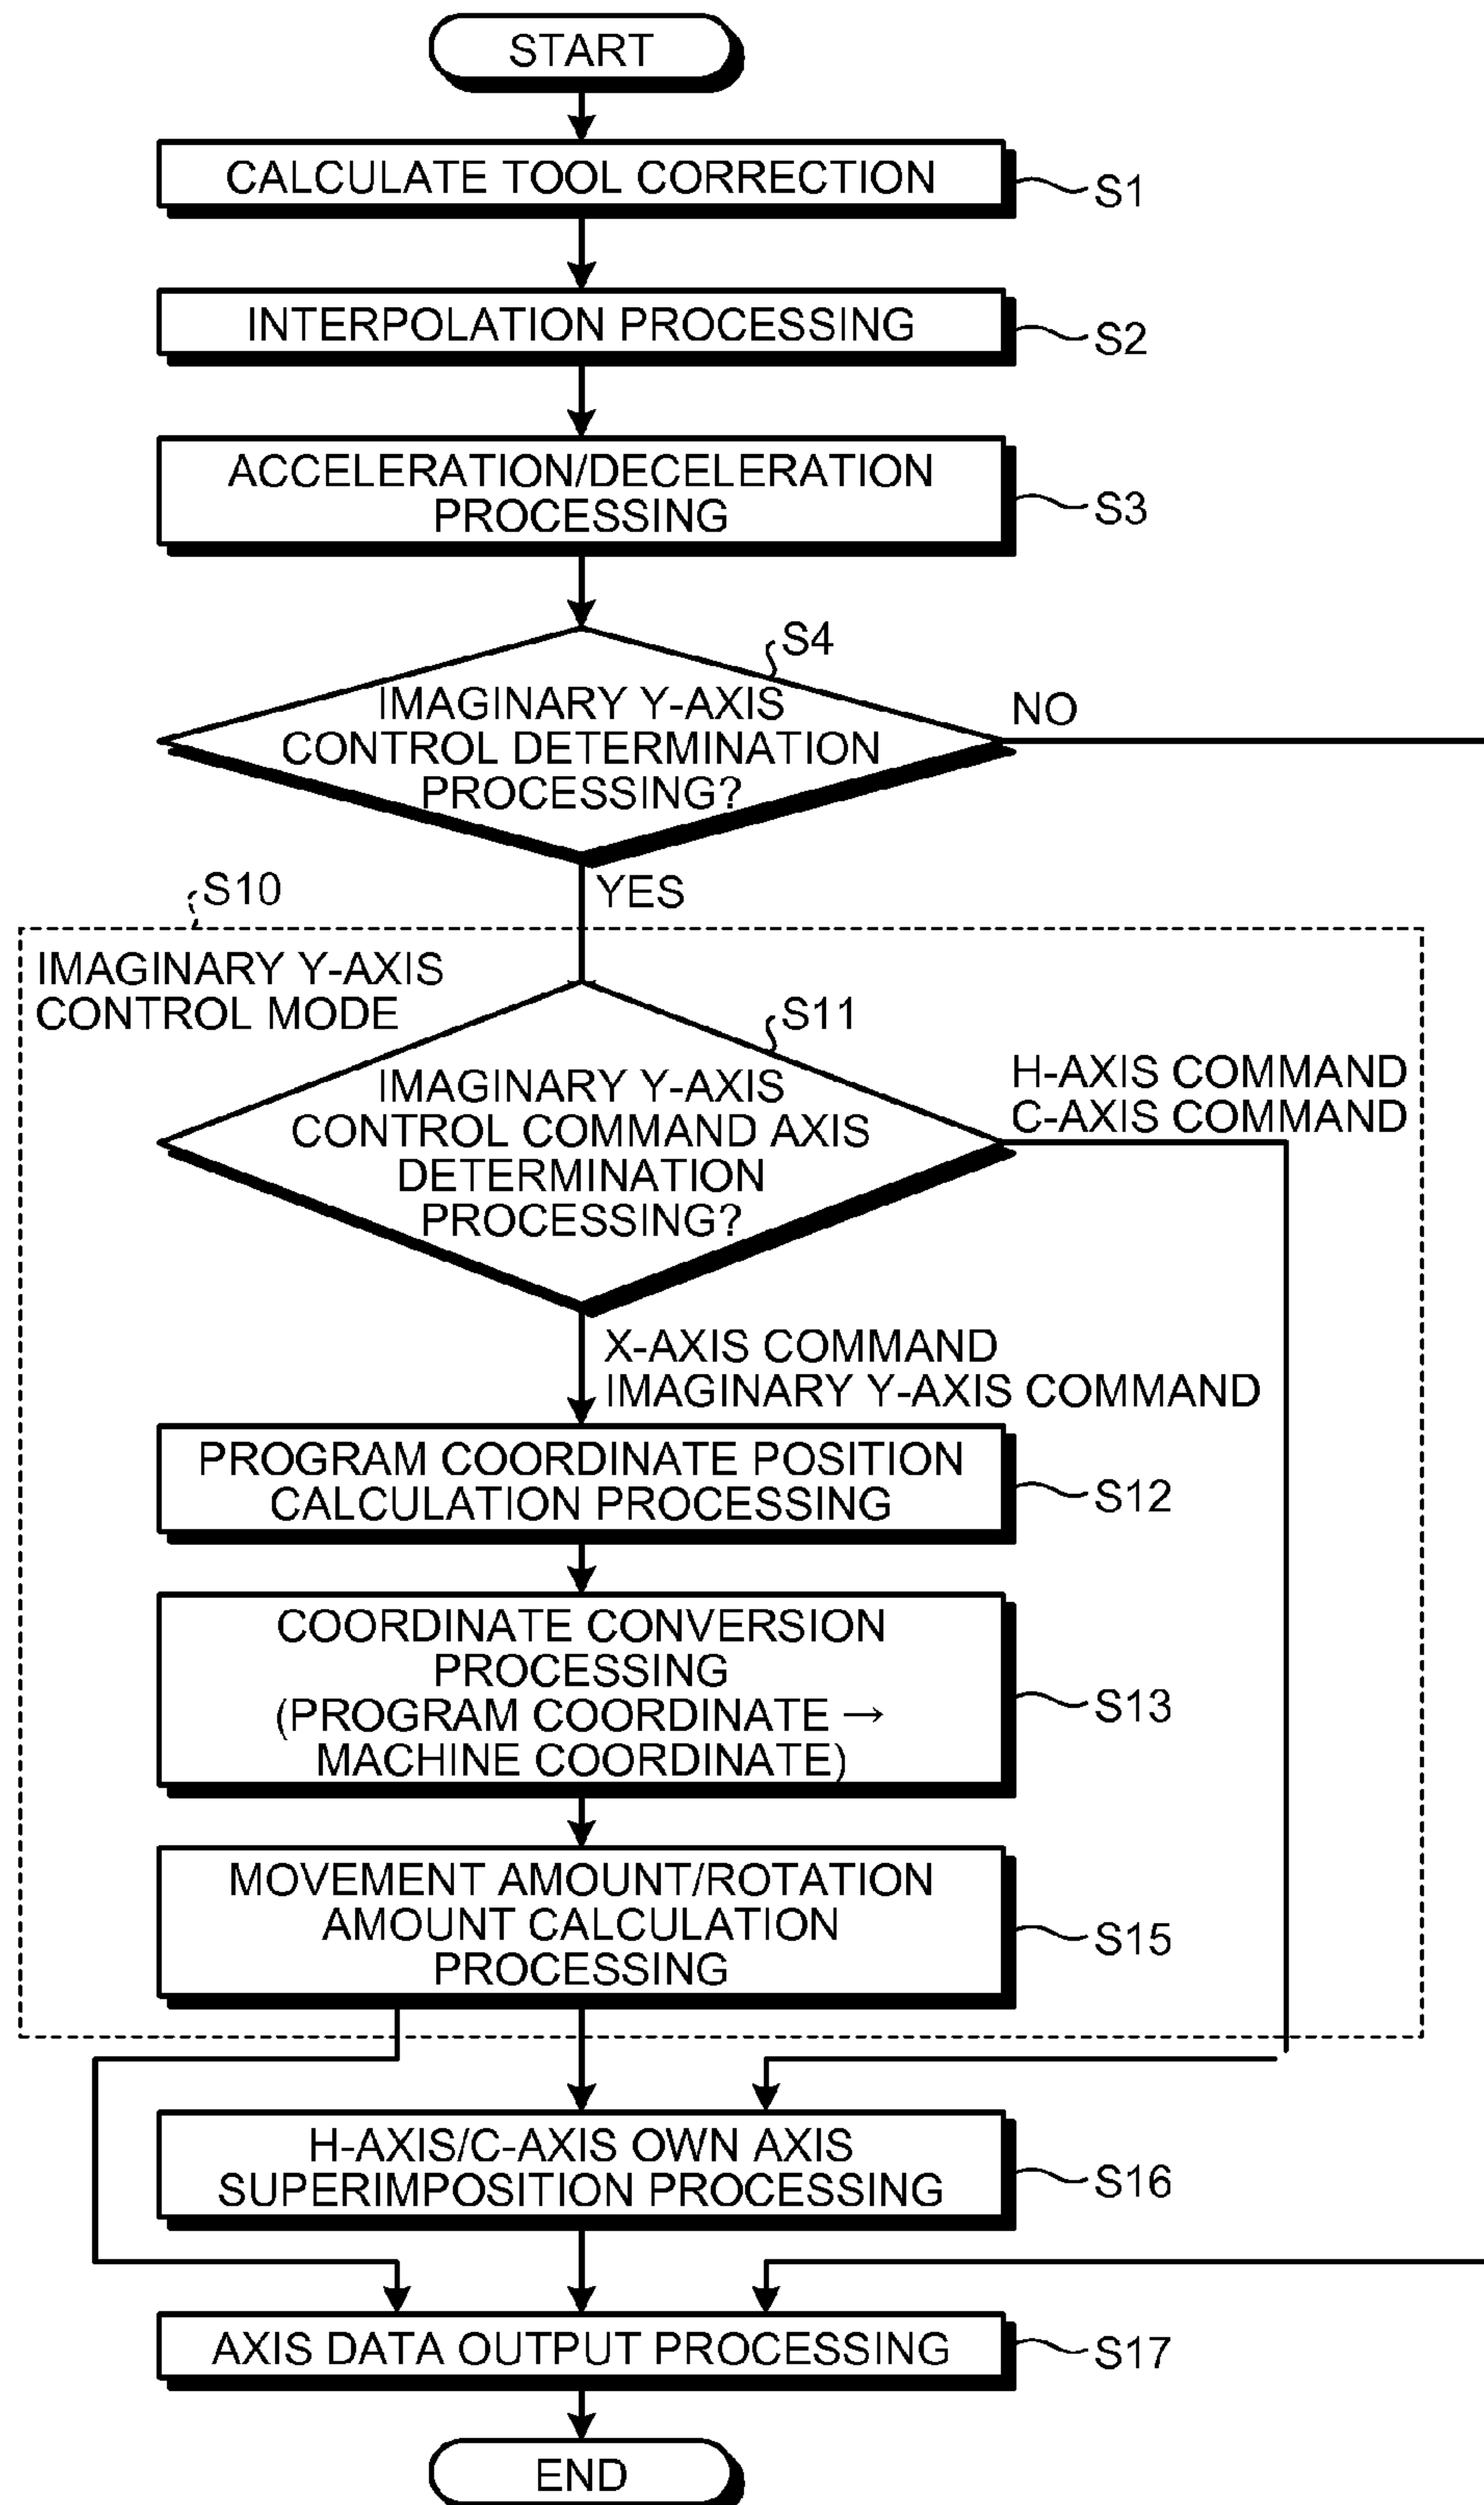 START
CALCULATE TOOL CORRECTION
S1
INTERPOLATION PROCESSING
S2
ACCELERATION/DECELERATION
PROCESSING
S3
S4
IMAGINARY Y-AXIS
CONTROL DETERMINATION
PROCESSING?
NO
YES
S10
IMAGINARY Y-AXIS
CONTROL MODE
S11
IMAGINARY Y-AXIS
CONTROL COMMAND AXIS
DETERMINATION
PROCESSING?
H-AXIS COMMAND
C-AXIS COMMAND
X-AXIS COMMAND
IMAGINARY Y-AXIS COMMAND
PROGRAM COORDINATE POSITION
CALCULATION PROCESSING
S12
COORDINATE CONVERSION
PROCESSING
(PROGRAM COORDINATE →
MACHINE COORDINATE)
S13
MOVEMENT AMOUNT/ROTATION
AMOUNT CALCULATION
PROCESSING
S15
H-AXIS/C-AXIS OWN AXIS
SUPERIMPOSITION PROCESSING
S16
AXIS DATA OUTPUT PROCESSING
S17
END